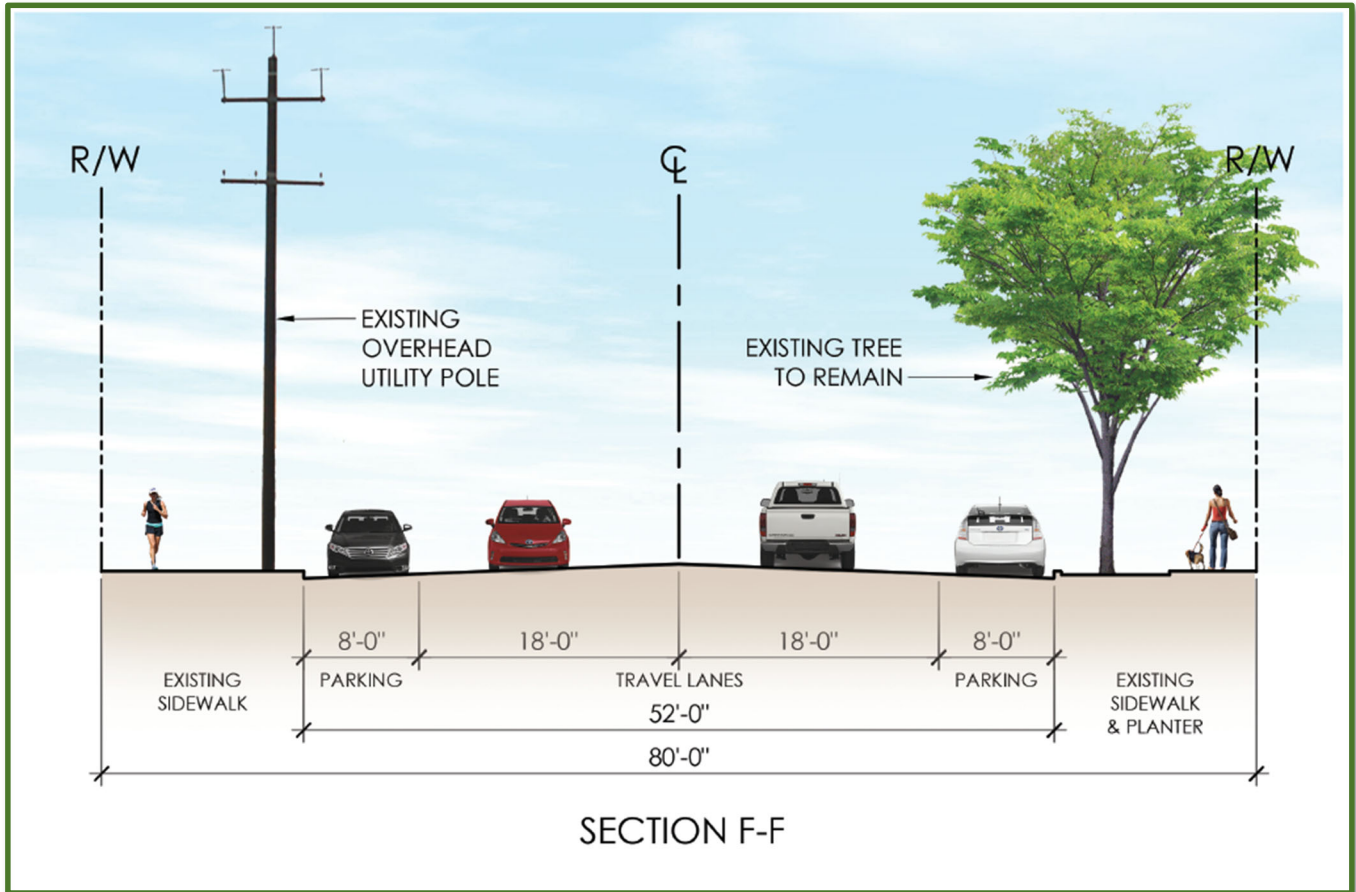 R/W
℄
R/W
EXISTING
OVERHEAD
UTILITY POLE
EXISTING TREE
TO REMAIN
8'-0"
18'-0"
18'-0"
8'-0"
EXISTING
SIDEWALK
PARKING
TRAVEL LANES
PARKING
EXISTING
SIDEWALK
& PLANTER
52'-0"
80'-0"
SECTION F-F